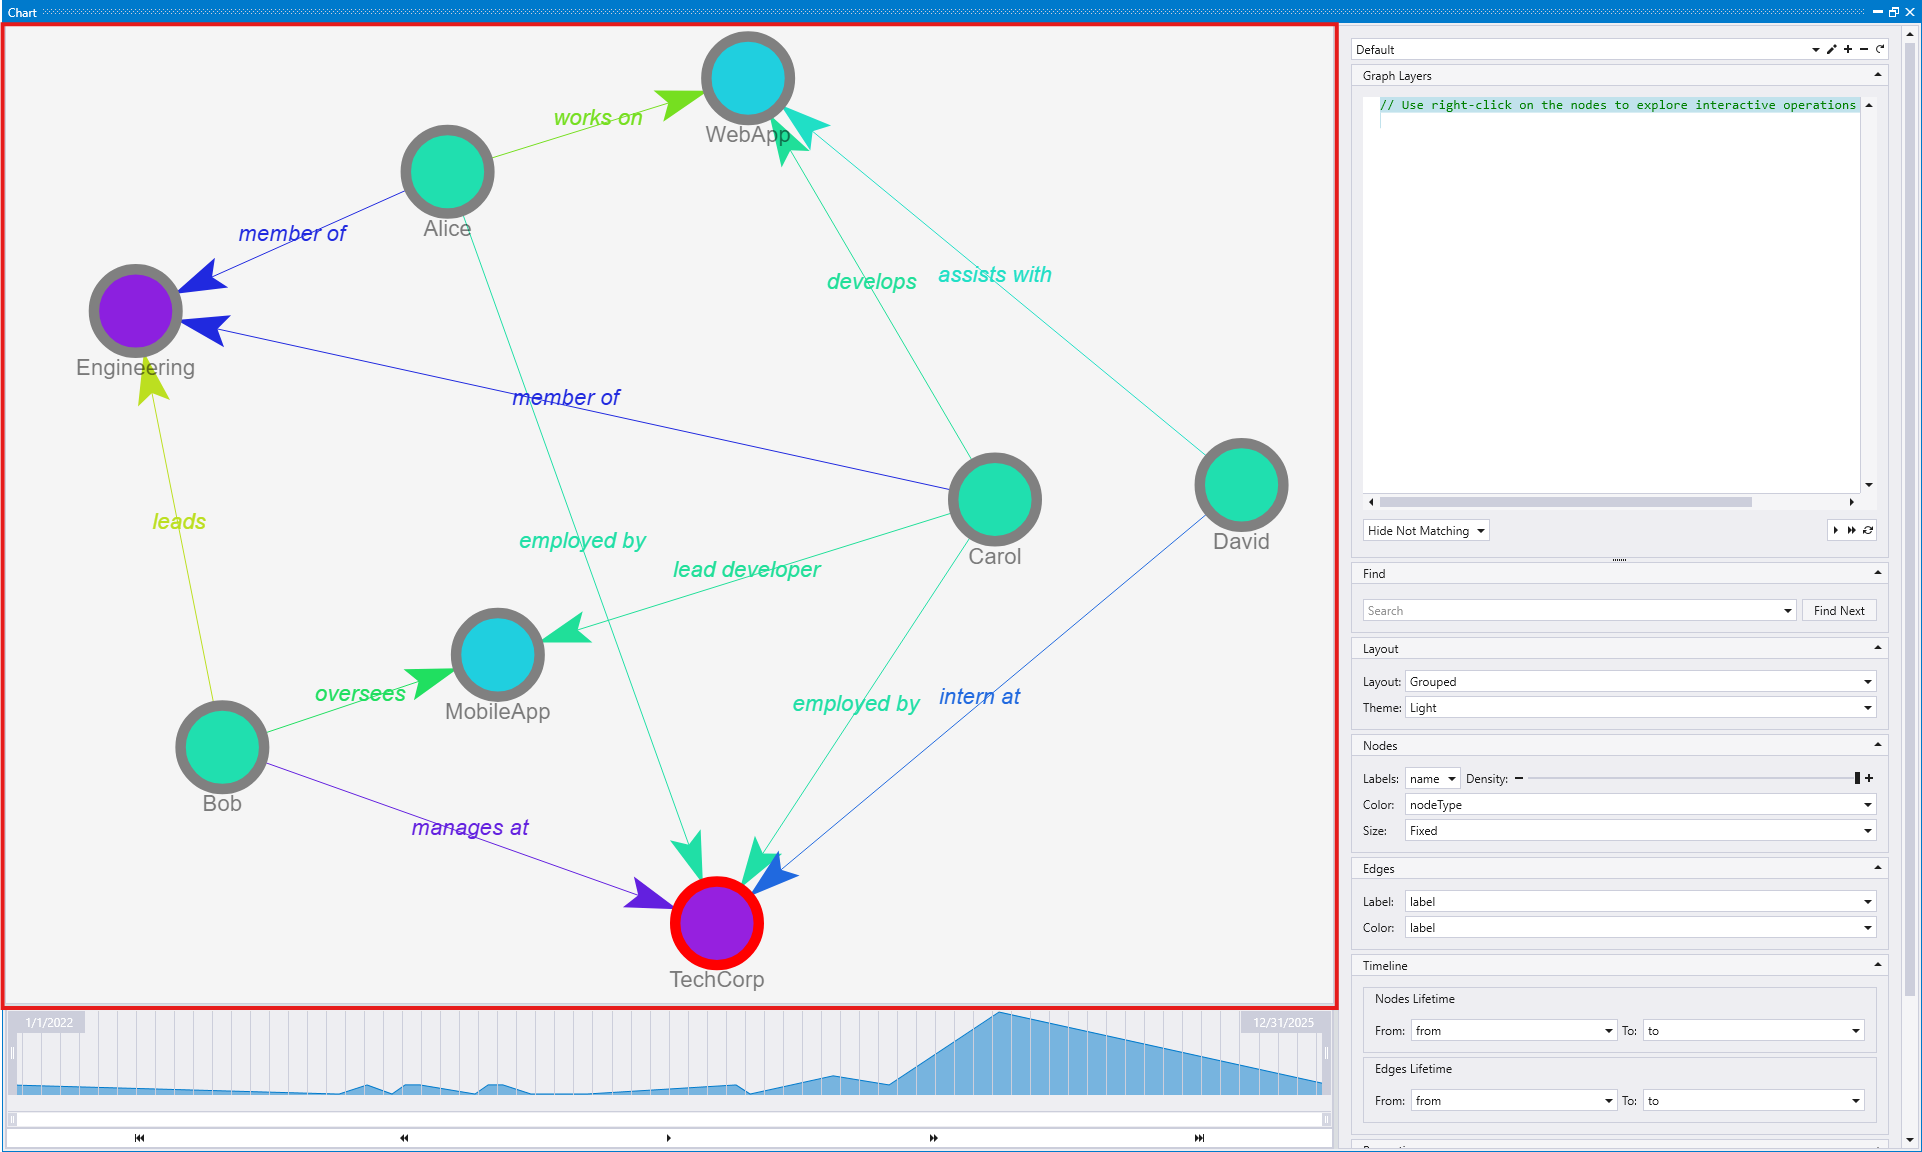 Chart
WebApp
works on
Alice
member of
Engineering
develops
assists with
member of
leads
employed by
lead developer
Carol
David
oversees
MobileApp
employed by
intern at
Bob
manages at
TechCorp
1/1/2022
12/31/2025
Default
Graph Layers
// Use right-click on the nodes to explore interactive operations
Hide Not Matching
Find
Search
Find Next
Layout
Layout: Grouped
Theme: Light
Nodes
Labels: name Density:
Color: nodeType
Size: Fixed
Edges
Label: label
Color: label
Timeline
Nodes Lifetime
From: from To: to
Edges Lifetime
From: from To: to